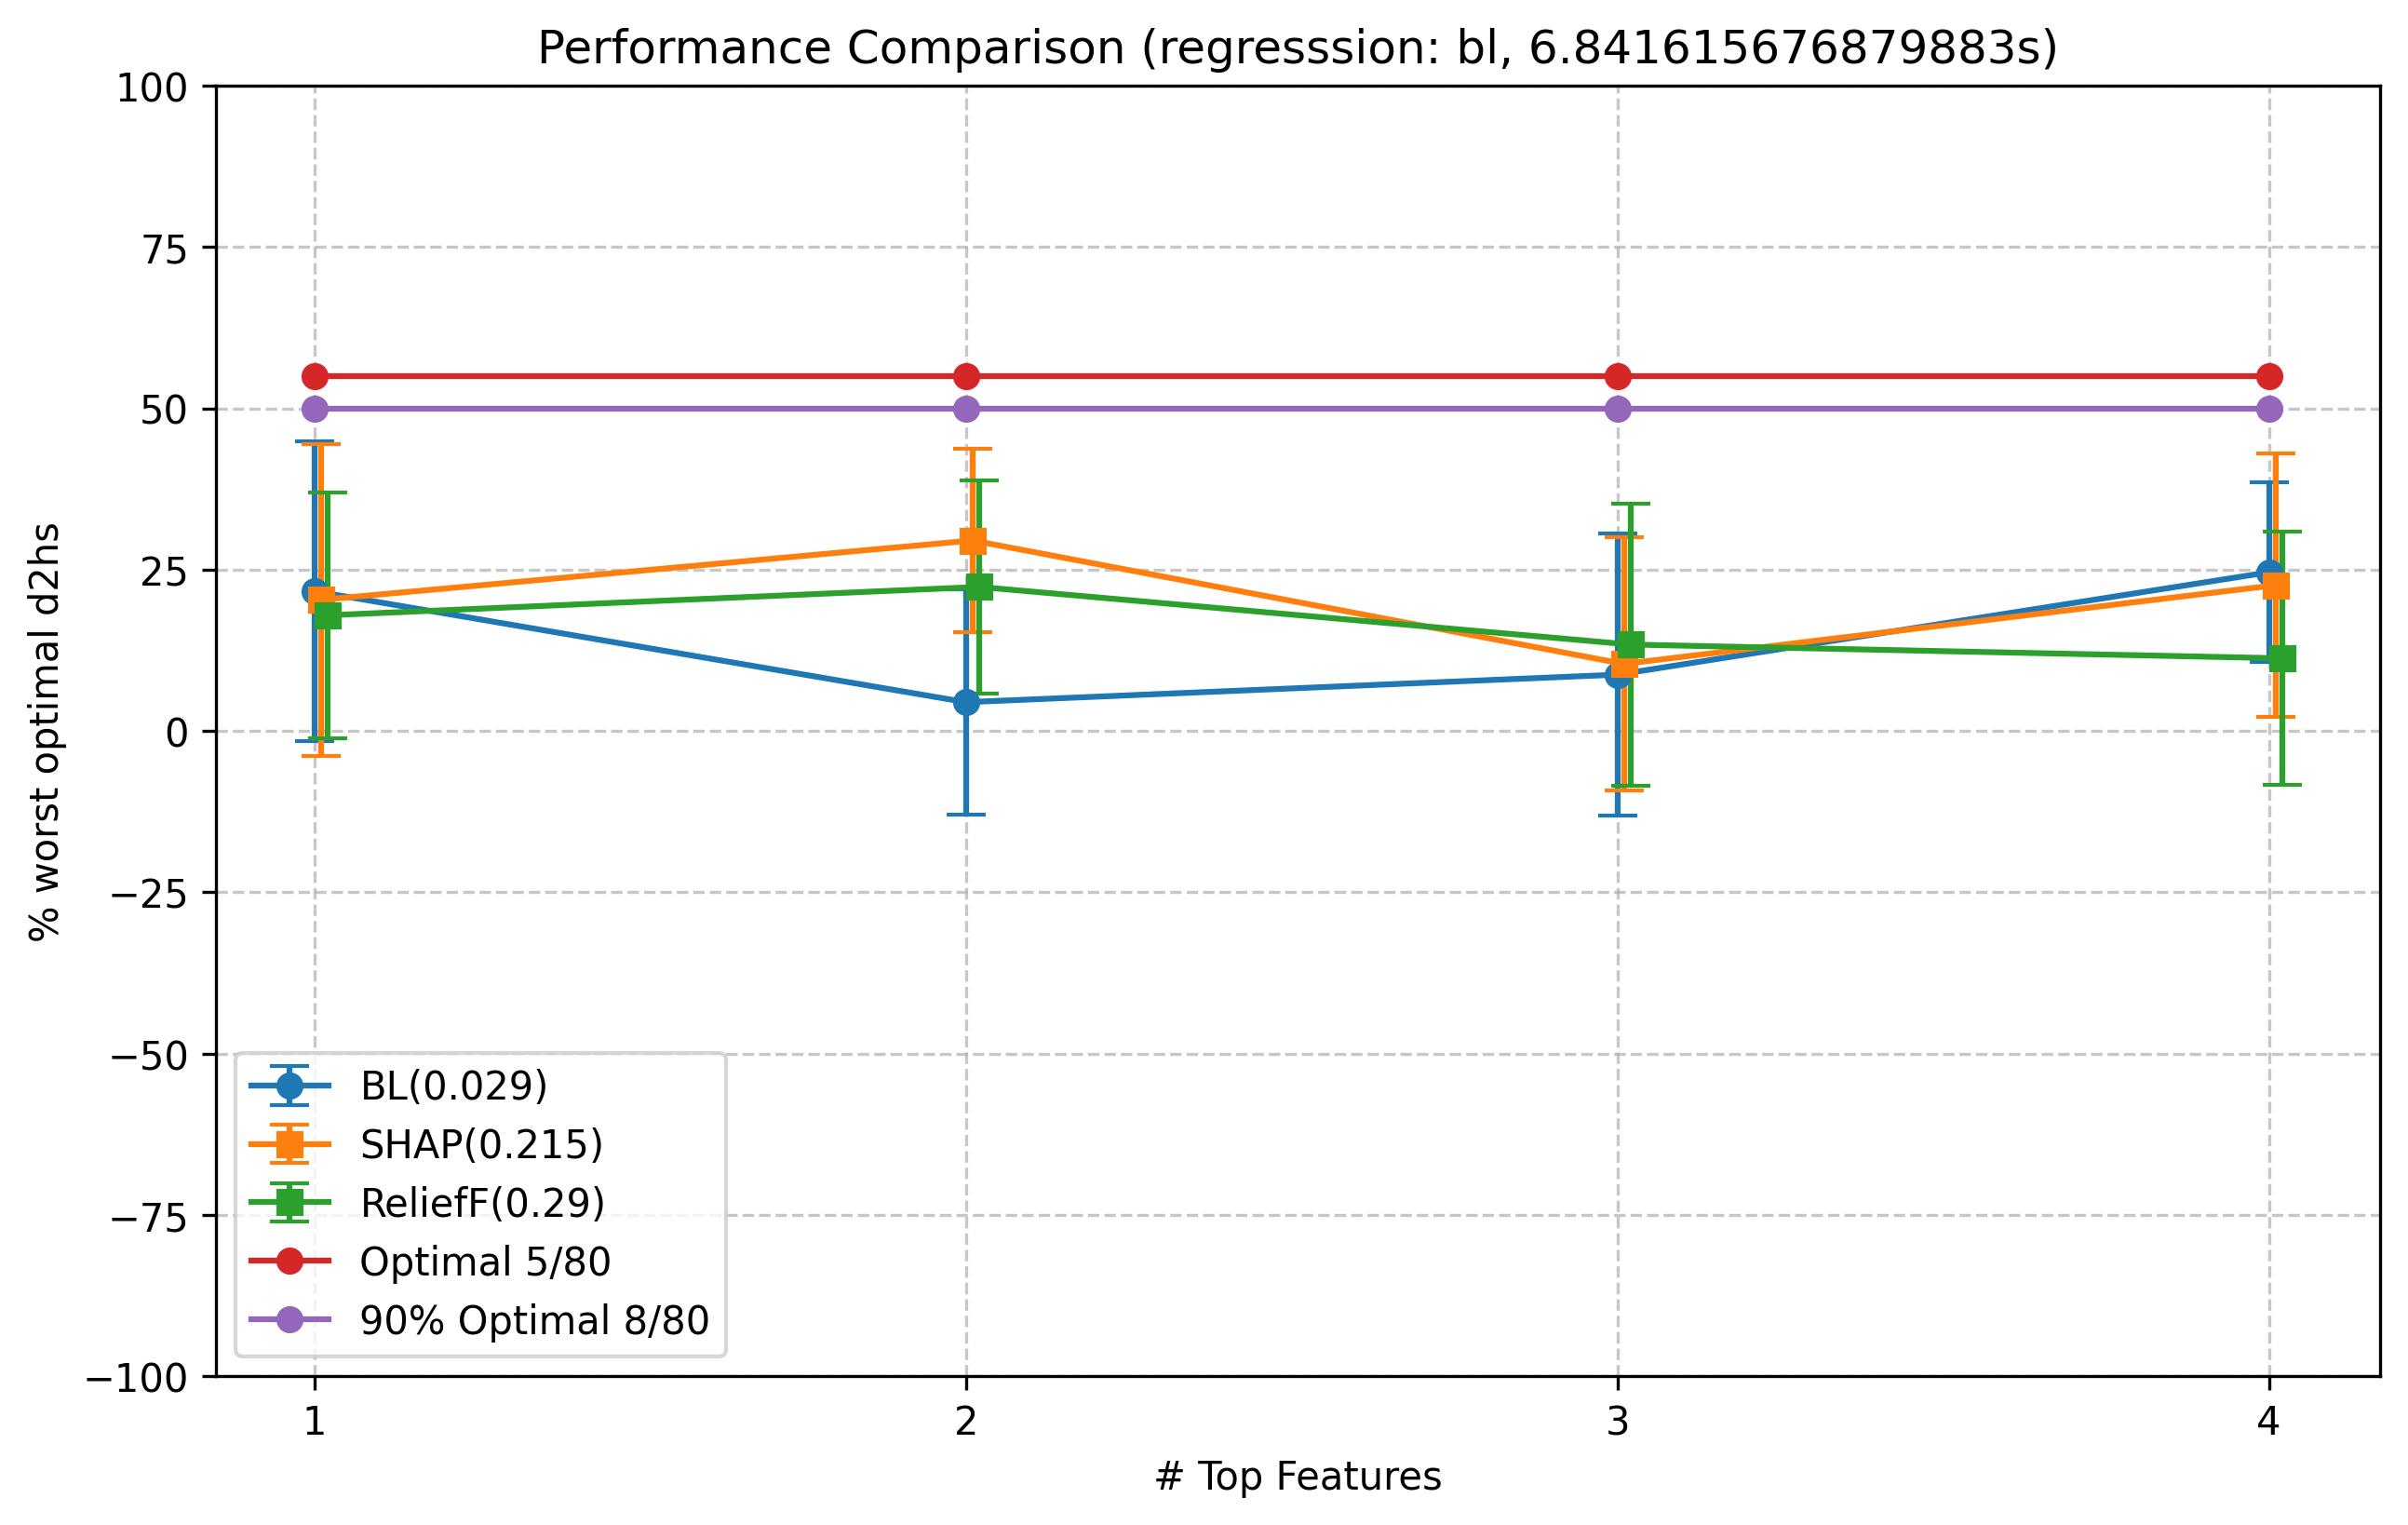 Performance Comparison (regresssion: bl, 6.841615676879883s)
100
75
50
25
0
−25
−50
−75
−100
% worst optimal d2hs
BL(0.029)
SHAP(0.215)
ReliefF(0.29)
Optimal 5/80
90% Optimal 8/80
1
2
3
4
# Top Features